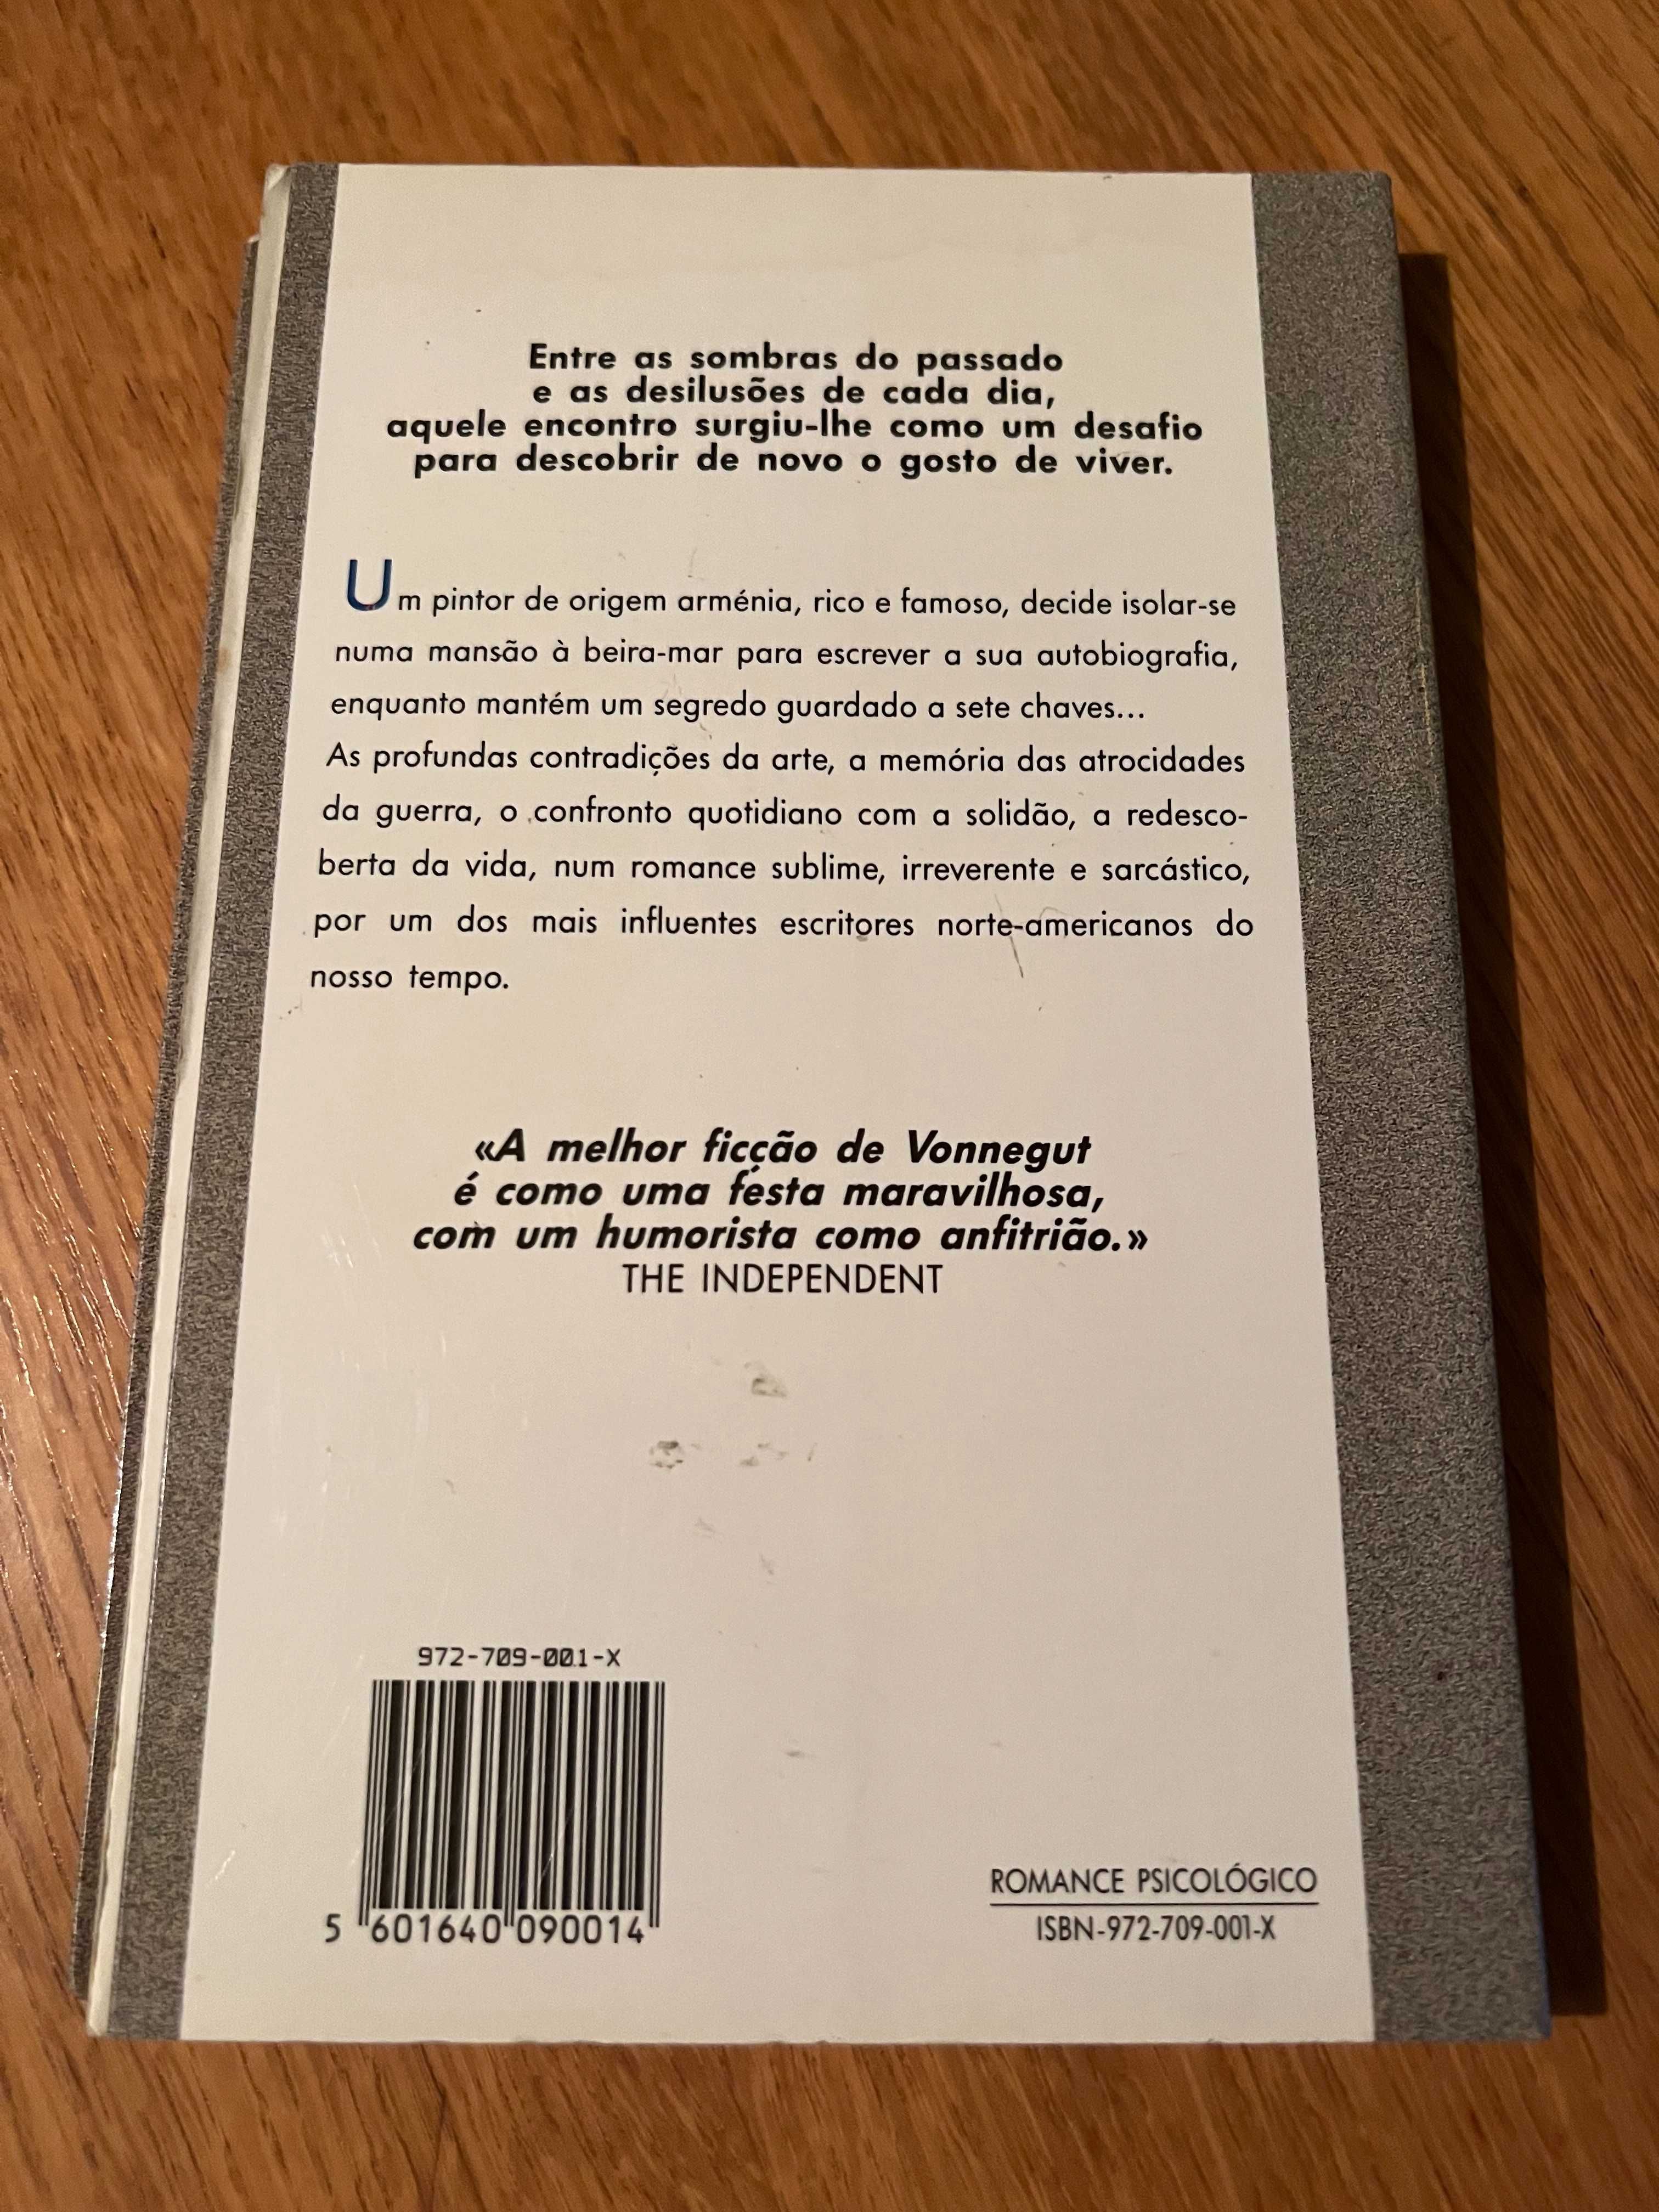 Entre as sombras do passado
e as desilusões de cada dia,
aquele encontro surgiu-lhe como um desafio
para descobrir de novo o gosto de viver.
Um pintor de origem arménia, rico e famoso, decide isolar-se
numa mansão à beira-mar para escrever a sua autobiografia,
enquanto mantém um segredo guardado a sete chaves...
As profundas contradições da arte, a memória das atrocidades
da guerra, o confronto quotidiano com a solidão, a redesco-
berta da vida, num romance sublime, irreverente e sarcástico,
por um dos mais influentes escritores norte-americanos do
nosso tempo.
«A melhor ficção de Vonnegut
é como uma festa maravilhosa,
com um humorista como anfitrião.»
THE INDEPENDENT
972-709-001-X
5 601640 090014
ROMANCE PSICOLÓGICO
ISBN-972-709-001-X